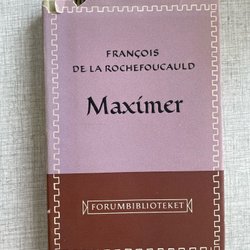 FRANÇOIS
DE LA ROCHEFOUCAULD
Maximer
FORUMBIBLIOTEKET